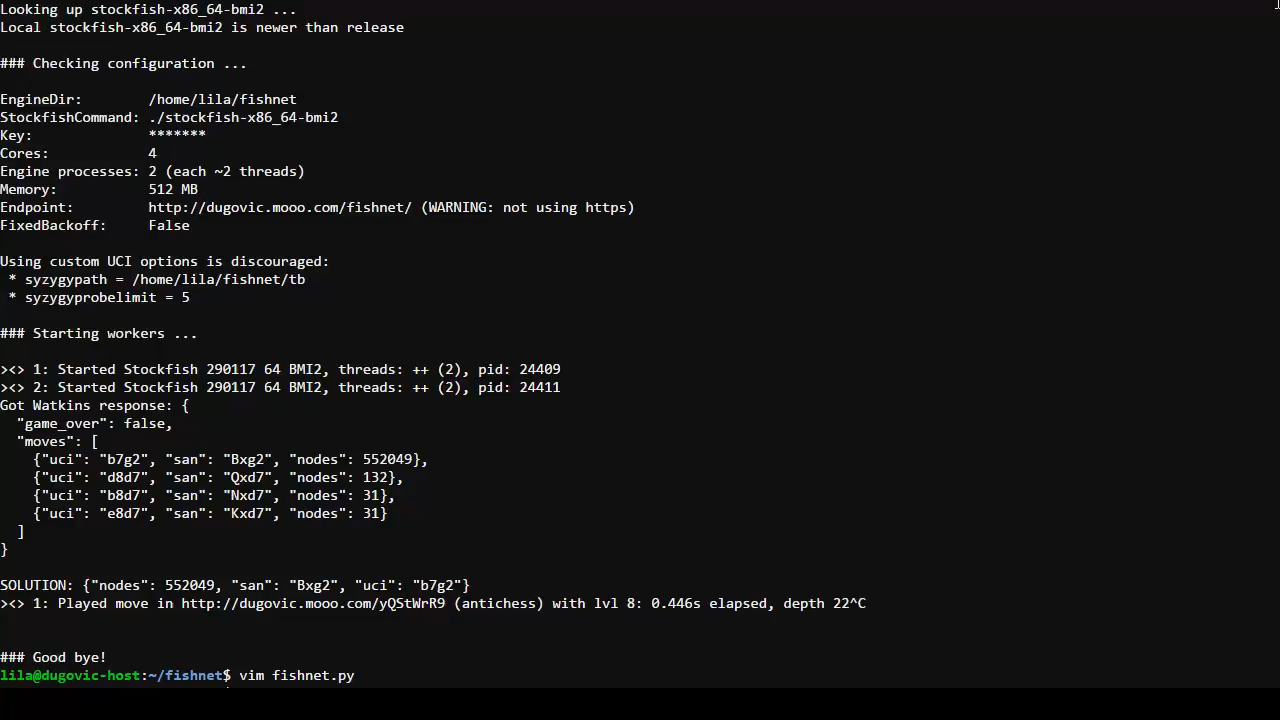 Looking up stockfish-x86_64-bmi2 ...
Local stockfish-x86_64-bmi2 is newer than release
### Checking configuration ...
EngineDir:        /home/lila/fishnet
StockfishCommand: ./stockfish-x86_64-bmi2
Key:              *******
Cores:            4
Engine processes: 2 (each ~2 threads)
Memory:           512 MB
Endpoint:         http://dugovic.mooo.com/fishnet/ (WARNING: not using https)
FixedBackoff:     False
Using custom UCI options is discouraged:
 * syzygypath = /home/lila/fishnet/tb
 * syzygyprobelimit = 5
### Starting workers ...
><> 1: Started Stockfish 290117 64 BMI2, threads: ++ (2), pid: 24409
><> 2: Started Stockfish 290117 64 BMI2, threads: ++ (2), pid: 24411
Got Watkins response: {
  "game_over": false,
  "moves": [
    {"uci": "b7g2", "san": "Bxg2", "nodes": 552049},
    {"uci": "d8d7", "san": "Qxd7", "nodes": 132},
    {"uci": "b8d7", "san": "Nxd7", "nodes": 31},
    {"uci": "e8d7", "san": "Kxd7", "nodes": 31}
  ]
}
SOLUTION: {"nodes": 552049, "san": "Bxg2", "uci": "b7g2"}
><> 1: Played move in http://dugovic.mooo.com/yQStWrR9 (antichess) with lvl 8: 0.446s elapsed, depth 22^C
### Good bye!
lila@dugovic-host:~/fishnet$ vim fishnet.py